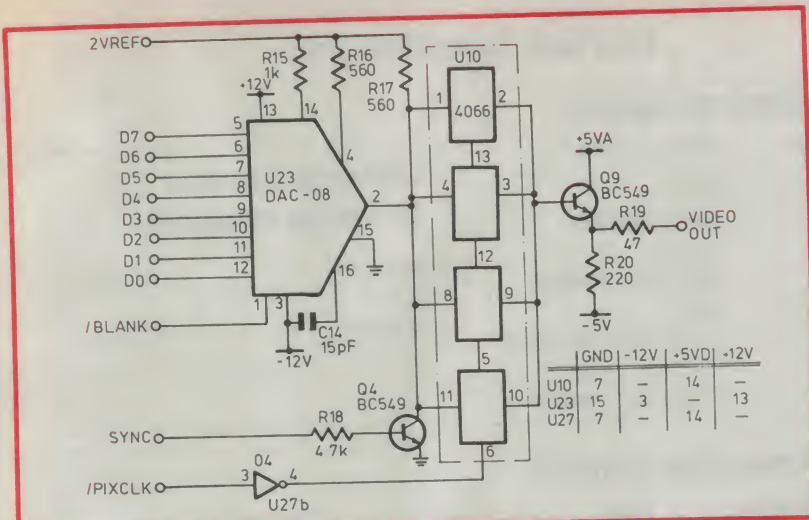 2VREF
R15
1k
R16
560
R17
560
U10
+12V
13
14
4
1
4066
2
13
+5VA
D7
5
D6
6
D5
7
D4
8
D3
9
D2
10
D1
11
D0
12
U23
DAC-08
2
15
16
4
3
12
Q9
BC549
R19
47
VIDEO
OUT
R20
220
-5V
8
9
5
/BLANK
1
3
C14
15pF
-12V
Q4
BC549
11
10
6
SYNC
R18
4.7k
/PIXCLK
3
04
4
U27b
GND -12V +5VD +12V
U10 7 – 14 –
U23 15 3 – 13
U27 7 – 14 –